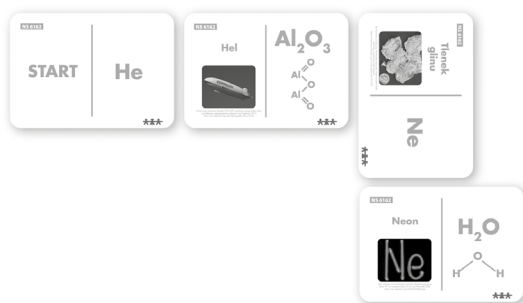 NS 6162
START
He
NS 6162
Hel
Al2O3
O
Al
O
Al
O
NS 6162
Tlenek
glinu
Ne
NS 6162
Neon
Ne
H2O
O
H
H